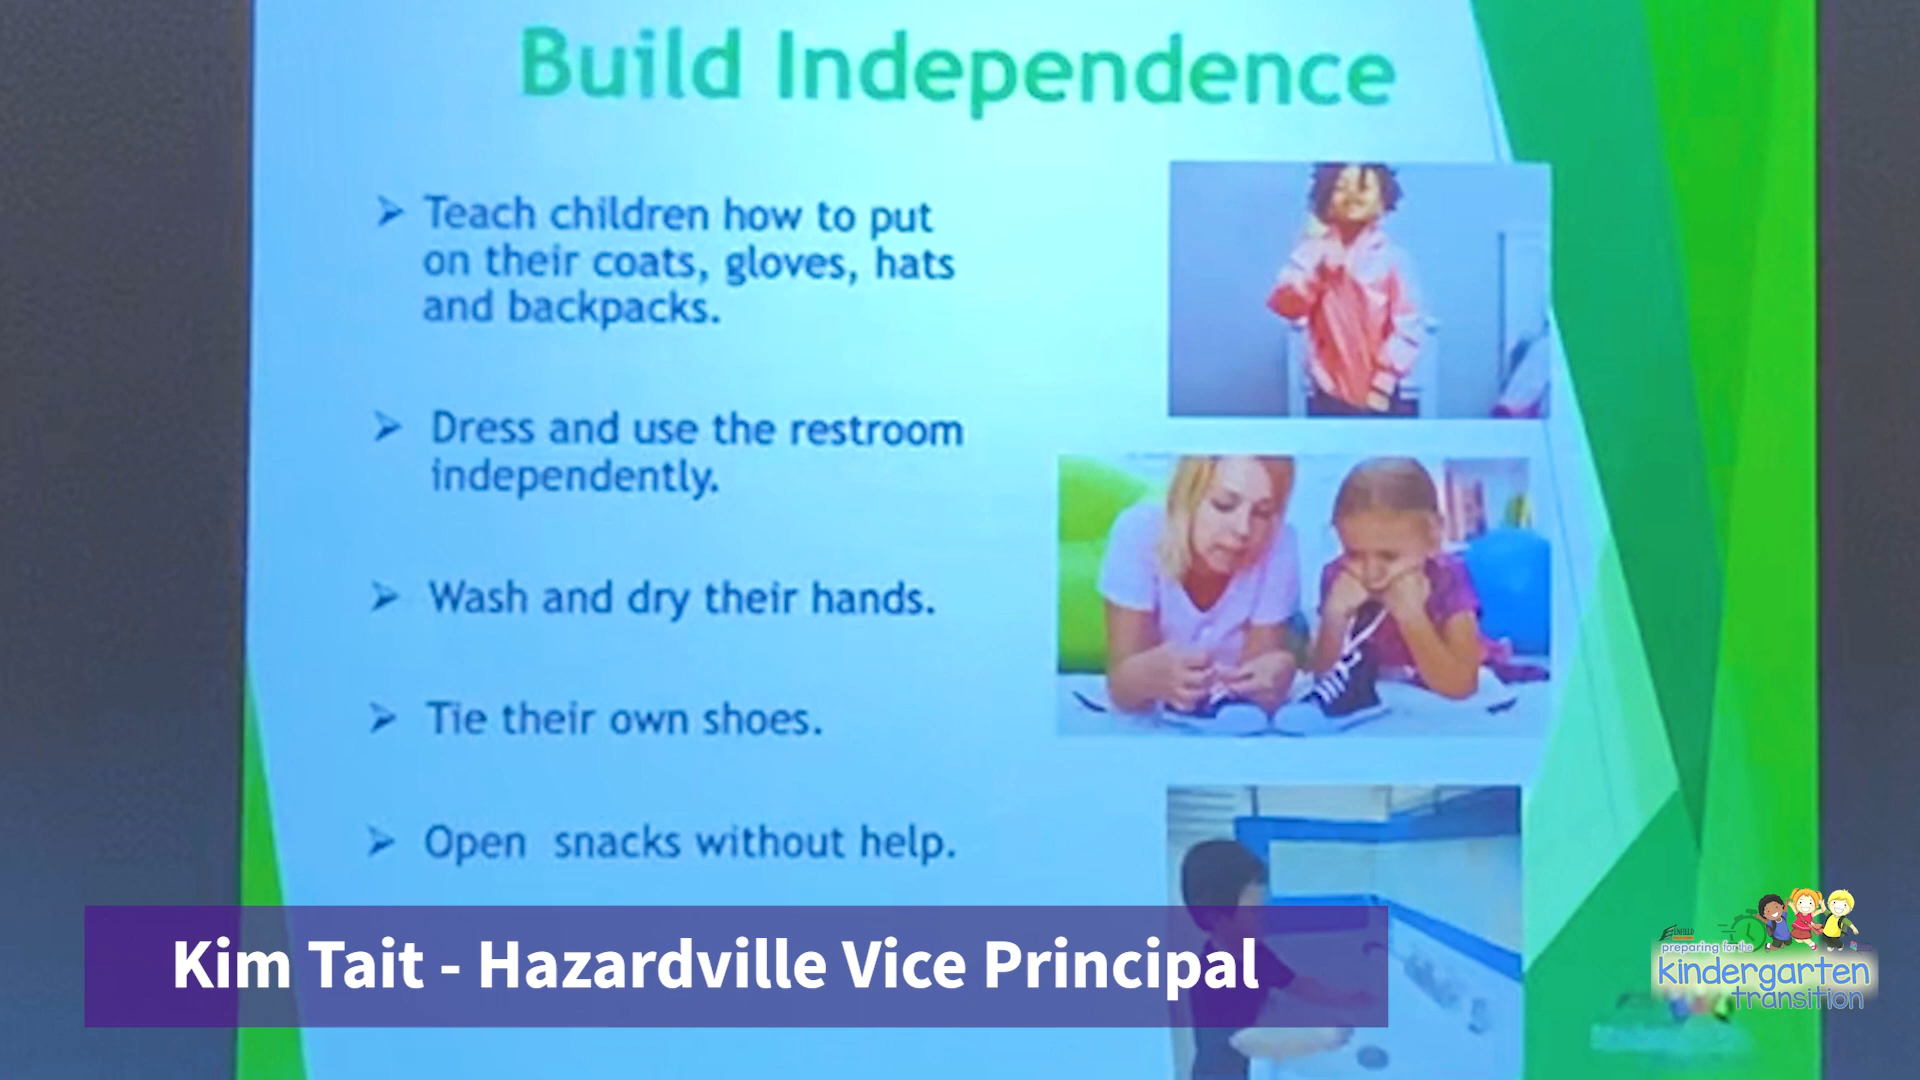 Build Independence
➤ Teach children how to put
on their coats, gloves, hats
and backpacks.
➤ Dress and use the restroom
independently.
➤ Wash and dry their hands.
➤ Tie their own shoes.
➤ Open snacks without help.
Kim Tait - Hazardville Vice Principal
ENFIELD
preparing for the
kindergarten
transition